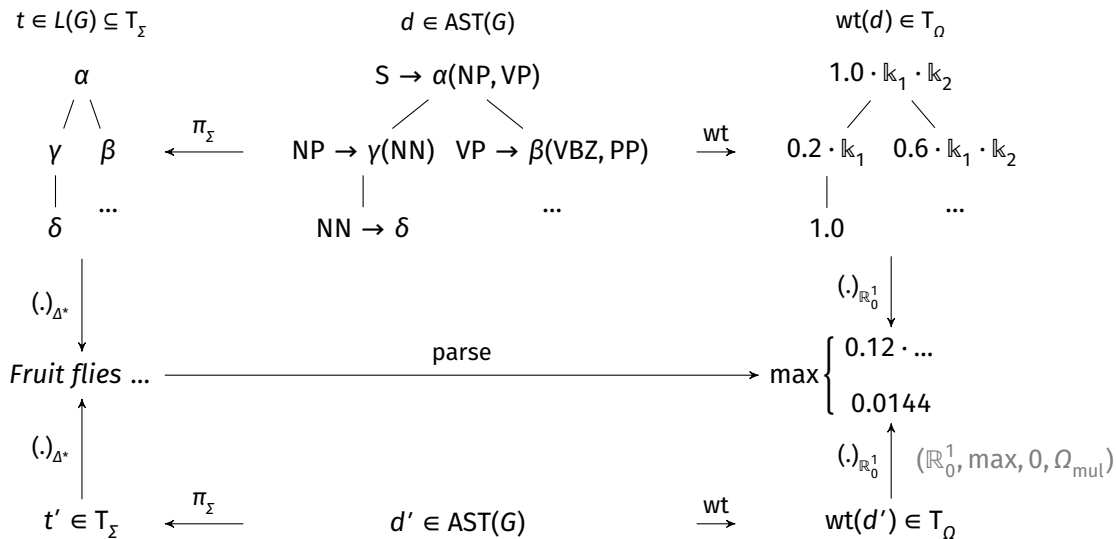 t ∈ L(G) ⊆ T_Σ d ∈ AST(G) wt(d) ∈ T_Ω
α S → α(NP, VP) 1.0 · 𝕜₁ · 𝕜₂
γ β π_Σ NP → γ(NN) VP → β(VBZ, PP) wt 0.2 · 𝕜₁ 0.6 · 𝕜₁ · 𝕜₂
δ ... NN → δ ... 1.0 ...
(.)_Δ* (.)_ℝ₀¹
Fruit flies ... parse max { 0.12 · ...
0.0144
(.)_Δ* (.)_ℝ₀¹ (ℝ₀¹, max, 0, Ω_mul)
t′ ∈ T_Σ π_Σ d′ ∈ AST(G) wt wt(d′) ∈ T_Ω